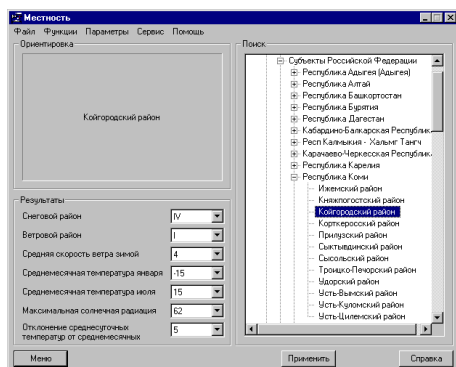 Местность
Файл Функции Параметры Сервис Помощь
Ориентировка
Койгородский район
Результаты
Снеговой район
IV
Ветровой район
I
Средняя скорость ветра зимой
4
Среднемесячная температура января
-15
Среднемесячная температура июля
15
Максимальная солнечная радиация
62
Отклонение среднесуточных
температур от среднемесячных
5
Поиск
Субъекты Российской Федерации
Республика Адыгея (Адыгея)
Республика Алтай
Республика Башкортостан
Республика Бурятия
Республика Дагестан
Кабардино-Балкарская Республик
Респ Калмыкия - Хальмг Тангч
Карачаево-Черкесская Республик
Республика Карелия
Республика Коми
Ижемский район
Княжпогостский район
Койгородский район
Корткеросский район
Прилузский район
Сыктывдинский район
Сысольский район
Троицко-Печорский район
Удорский район
Усть-Вымский район
Усть-Куломский район
Усть-Цилемский район
Меню
Применить
Справка